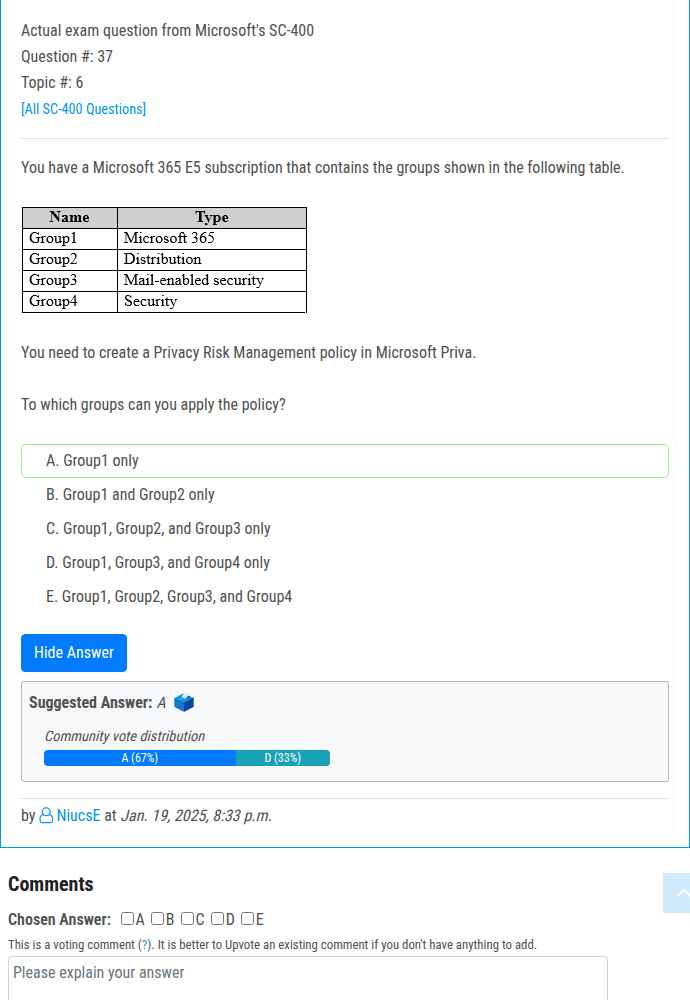 Actual exam question from Microsoft's SC-400
Question #: 37
Topic #: 6
[All SC-400 Questions]
You have a Microsoft 365 E5 subscription that contains the groups shown in the following table.
Name Type
Group1 Microsoft 365
Group2 Distribution
Group3 Mail-enabled security
Group4 Security
You need to create a Privacy Risk Management policy in Microsoft Priva.
To which groups can you apply the policy?
A. Group1 only
B. Group1 and Group2 only
C. Group1, Group2, and Group3 only
D. Group1, Group3, and Group4 only
E. Group1, Group2, Group3, and Group4
Hide Answer
Suggested Answer: A
Community vote distribution
A (67%) D (33%)
by NiucsE at Jan. 19, 2025, 8:33 p.m.
Comments
Chosen Answer: A B C D E
This is a voting comment (?). It is better to Upvote an existing comment if you don't have anything to add.
Please explain your answer